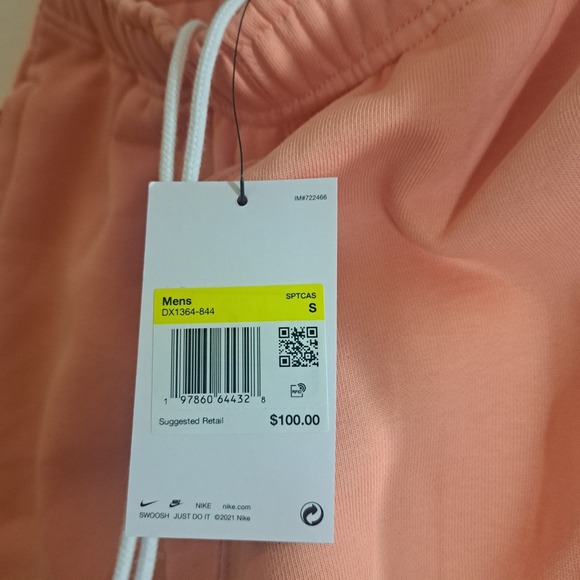 IM#722466
Mens SPTCAS
DX1364-844 S
1 97860 64432 8
RFID
Suggested Retail $100.00
NIKE nike.com
SWOOSH JUST DO IT ©2021 Nike